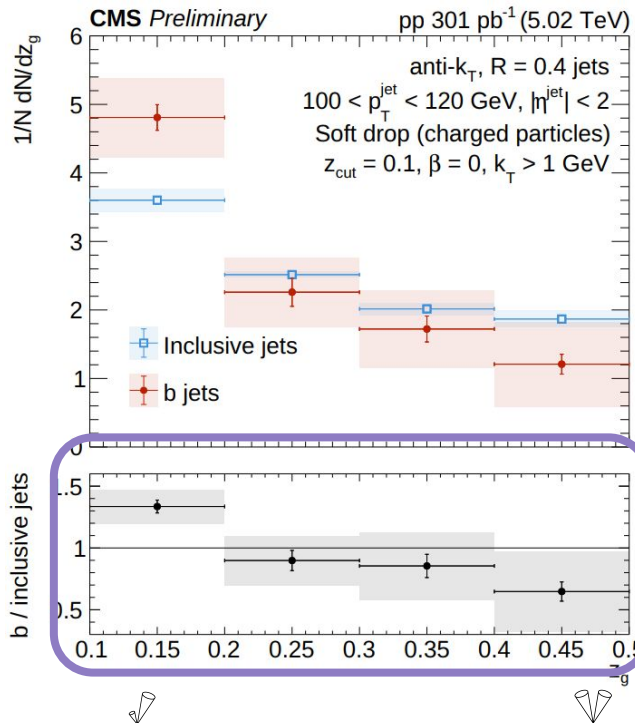 CMS Preliminary pp 301 pb⁻¹ (5.02 TeV)
6
5
4
3
2
1
0
1/N dN/dz_g
anti-k_T, R = 0.4 jets
100 < p_T^jet < 120 GeV, |η^jet| < 2
Soft drop (charged particles)
z_cut = 0.1, β = 0, k_T > 1 GeV
Inclusive jets
b jets
b / inclusive jets
1.5
1
0.5
0.1 0.15 0.2 0.25 0.3 0.35 0.4 0.45 0.5
z_g